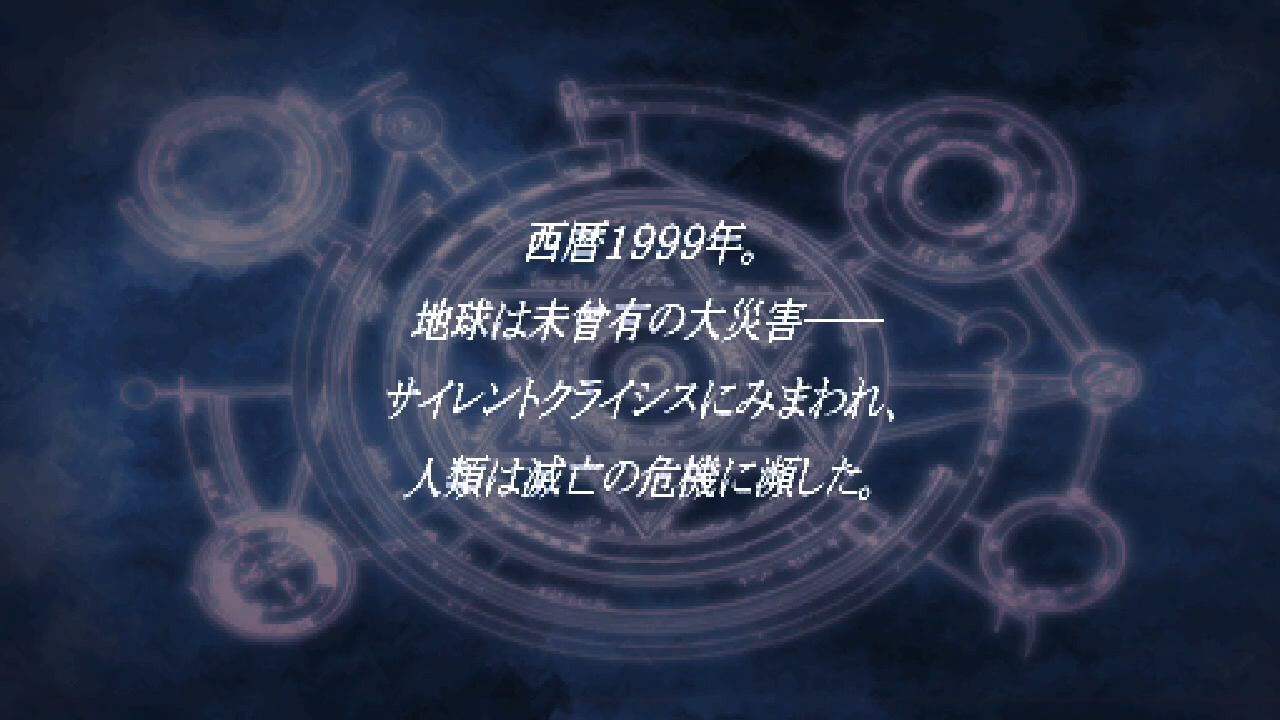 西暦1999年。
地球は未曾有の大災害――
サイレントクライシスにみまわれ、
人類は滅亡の危機に瀕した。